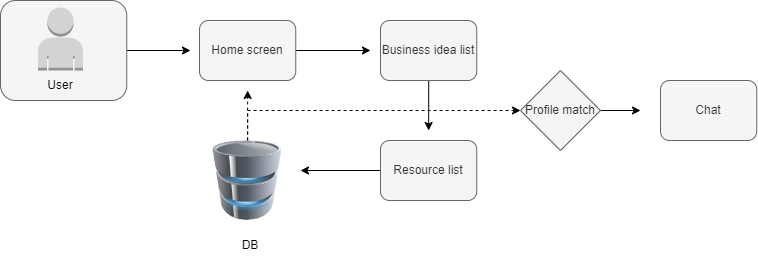 User
Home screen
Business idea list
Profile match
Chat
Resource list
DB